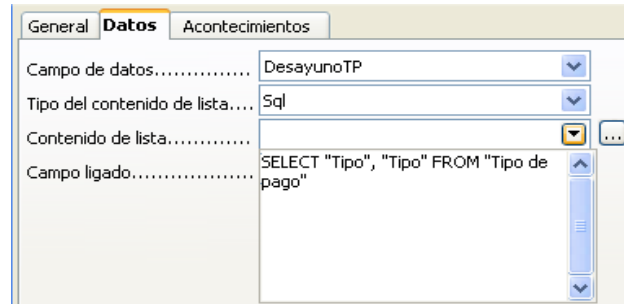 General Datos Acontecimientos
Campo de datos............... DesayunoTP
Tipo del contenido de lista.... Sql
Contenido de lista............. ...
SELECT "Tipo", "Tipo" FROM "Tipo de
Campo ligado................... pago"